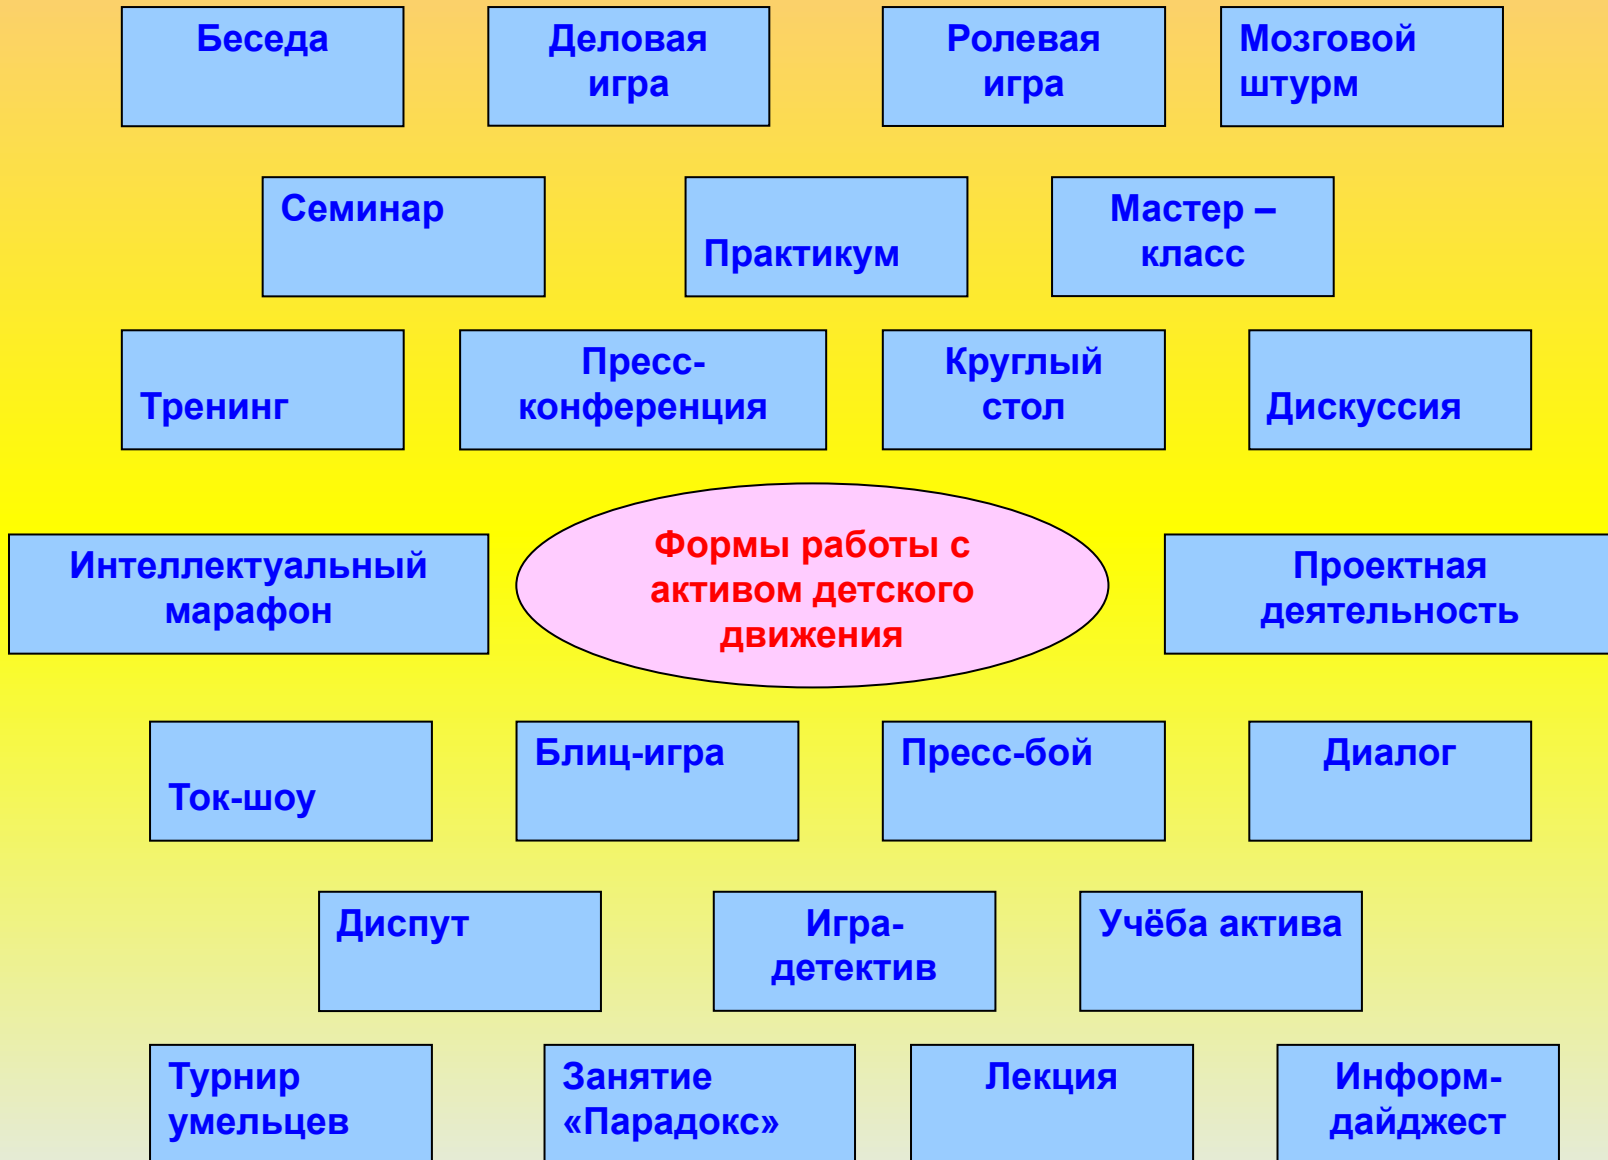 Беседа
Деловая
игра
Ролевая
игра
Мозговой
штурм
Семинар
Практикум
Мастер –
класс
Тренинг
Пресс-
конференция
Круглый
стол
Дискуссия
Интеллектуальный
марафон
Формы работы с
активом детского
движения
Проектная
деятельность
Ток-шоу
Блиц-игра
Пресс-бой
Диалог
Диспут
Игра-
детектив
Учёба актива
Турнир
умельцев
Занятие
«Парадокс»
Лекция
Информ-
дайджест